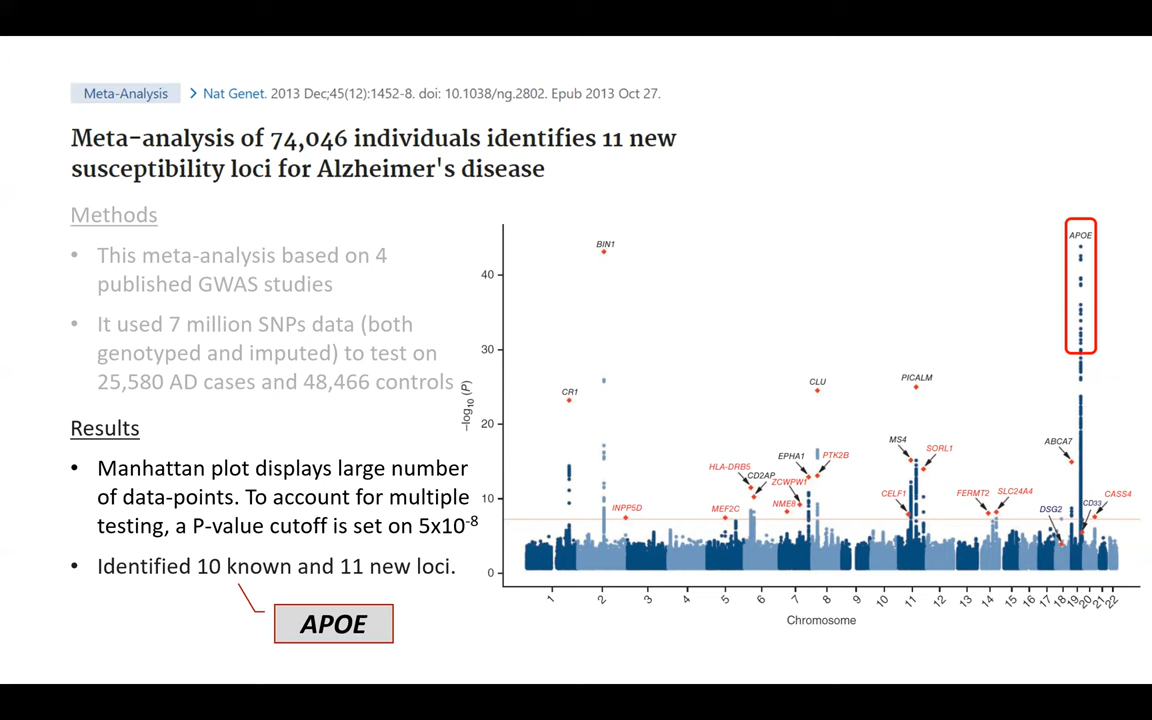 Meta-Analysis > Nat Genet. 2013 Dec;45(12):1452-8. doi: 10.1038/ng.2802. Epub 2013 Oct 27.
Meta-analysis of 74,046 individuals identifies 11 new
susceptibility loci for Alzheimer's disease
Methods
• This meta-analysis based on 4
published GWAS studies
• It used 7 million SNPs data (both
genotyped and imputed) to test on
25,580 AD cases and 48,466 controls
Results
• Manhattan plot displays large number
of data-points. To account for multiple
testing, a P-value cutoff is set on 5x10⁻⁸
• Identified 10 known and 11 new loci.
APOE
–log₁₀ (P)
40
30
20
10
0
BIN1
APOE
CR1
CLU
PICALM
MS4
SORL1
ABCA7
EPHA1
PTK2B
HLA-DRB5
CD2AP
ZCWPW1
CELF1
FERMT2
SLC24A4
CASS4
INPP5D
MEF2C
NME8
DSG2
CD33
1 2 3 4 5 6 7 8 9 10 11 12 13 14 15 16 17 18 19 20 21 22
Chromosome